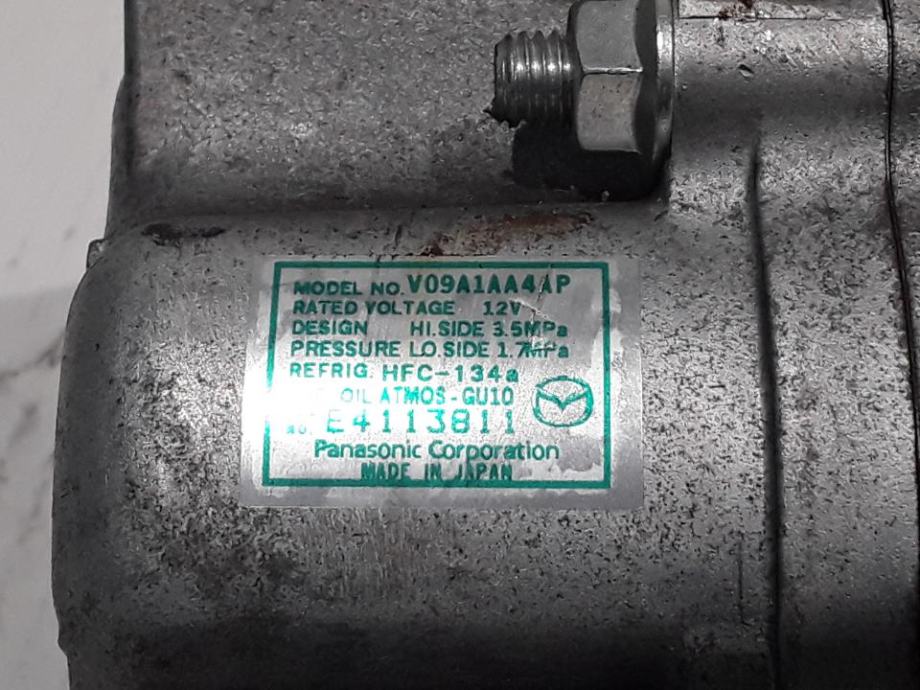 MODEL NO. V09A1AA4AP
RATED VOLTAGE 12V
DESIGN HI.SIDE 3.5MPa
PRESSURE LO.SIDE 1.7MPa
REFRIG. HFC-134a
OIL ATMOS-GU10
NO. E4113811
Panasonic Corporation
MADE IN JAPAN